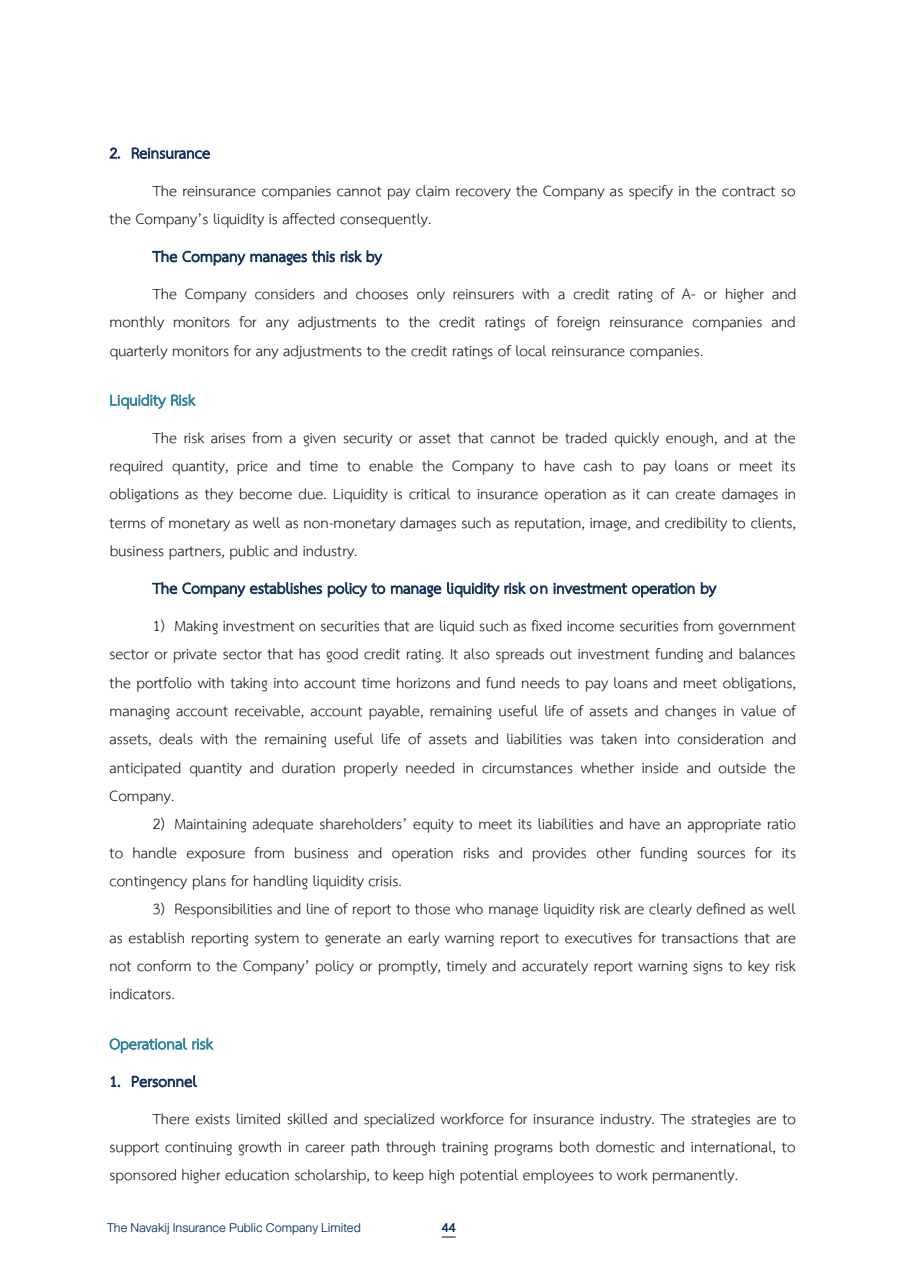 2. Reinsurance
The reinsurance companies cannot pay claim recovery the Company as specify in the contract so
the Company's liquidity is affected consequently.
The Company manages this risk by
The Company considers and chooses only reinsurers with a credit rating of A- or higher and
monthly monitors for any adjustments to the credit ratings of foreign reinsurance companies and
quarterly monitors for any adjustments to the credit ratings of local reinsurance companies.
Liquidity Risk
The risk arises from a given security or asset that cannot be traded quickly enough, and at the
required quantity, price and time to enable the Company to have cash to pay loans or meet its
obligations as they become due. Liquidity is critical to insurance operation as it can create damages in
terms of monetary as well as non-monetary damages such as reputation, image, and credibility to clients,
business partners, public and industry.
The Company establishes policy to manage liquidity risk on investment operation by
1) Making investment on securities that are liquid such as fixed income securities from government
sector or private sector that has good credit rating. It also spreads out investment funding and balances
the portfolio with taking into account time horizons and fund needs to pay loans and meet obligations,
managing account receivable, account payable, remaining useful life of assets and changes in value of
assets, deals with the remaining useful life of assets and liabilities was taken into consideration and
anticipated quantity and duration properly needed in circumstances whether inside and outside the
Company.
2) Maintaining adequate shareholders' equity to meet its liabilities and have an appropriate ratio
to handle exposure from business and operation risks and provides other funding sources for its
contingency plans for handling liquidity crisis.
3) Responsibilities and line of report to those who manage liquidity risk are clearly defined as well
as establish reporting system to generate an early warning report to executives for transactions that are
not conform to the Company' policy or promptly, timely and accurately report warning signs to key risk
indicators.
Operational risk
1. Personnel
There exists limited skilled and specialized workforce for insurance industry. The strategies are to
support continuing growth in career path through training programs both domestic and international, to
sponsored higher education scholarship, to keep high potential employees to work permanently.
The Navakij Insurance Public Company Limited 44